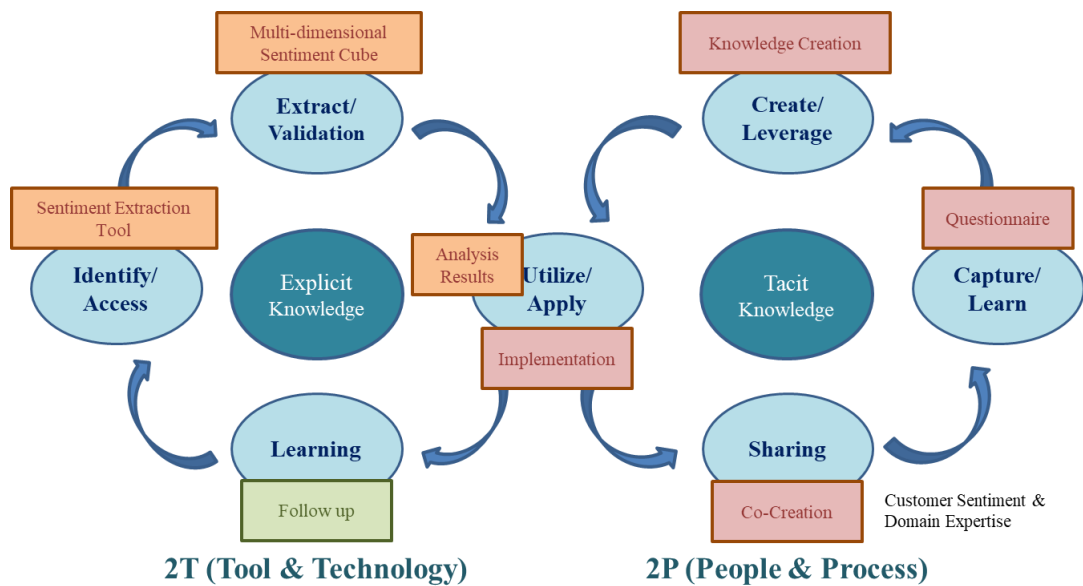 Multi-dimensional
Sentiment Cube
Extract/
Validation
Knowledge Creation
Create/
Leverage
Sentiment Extraction
Tool
Identify/
Access
Explicit
Knowledge
Analysis
Results
Utilize/
Apply
Implementation
Tacit
Knowledge
Questionnaire
Capture/
Learn
Learning
Follow up
Sharing
Co-Creation
Customer Sentiment &
Domain Expertise
2T (Tool & Technology)
2P (People & Process)